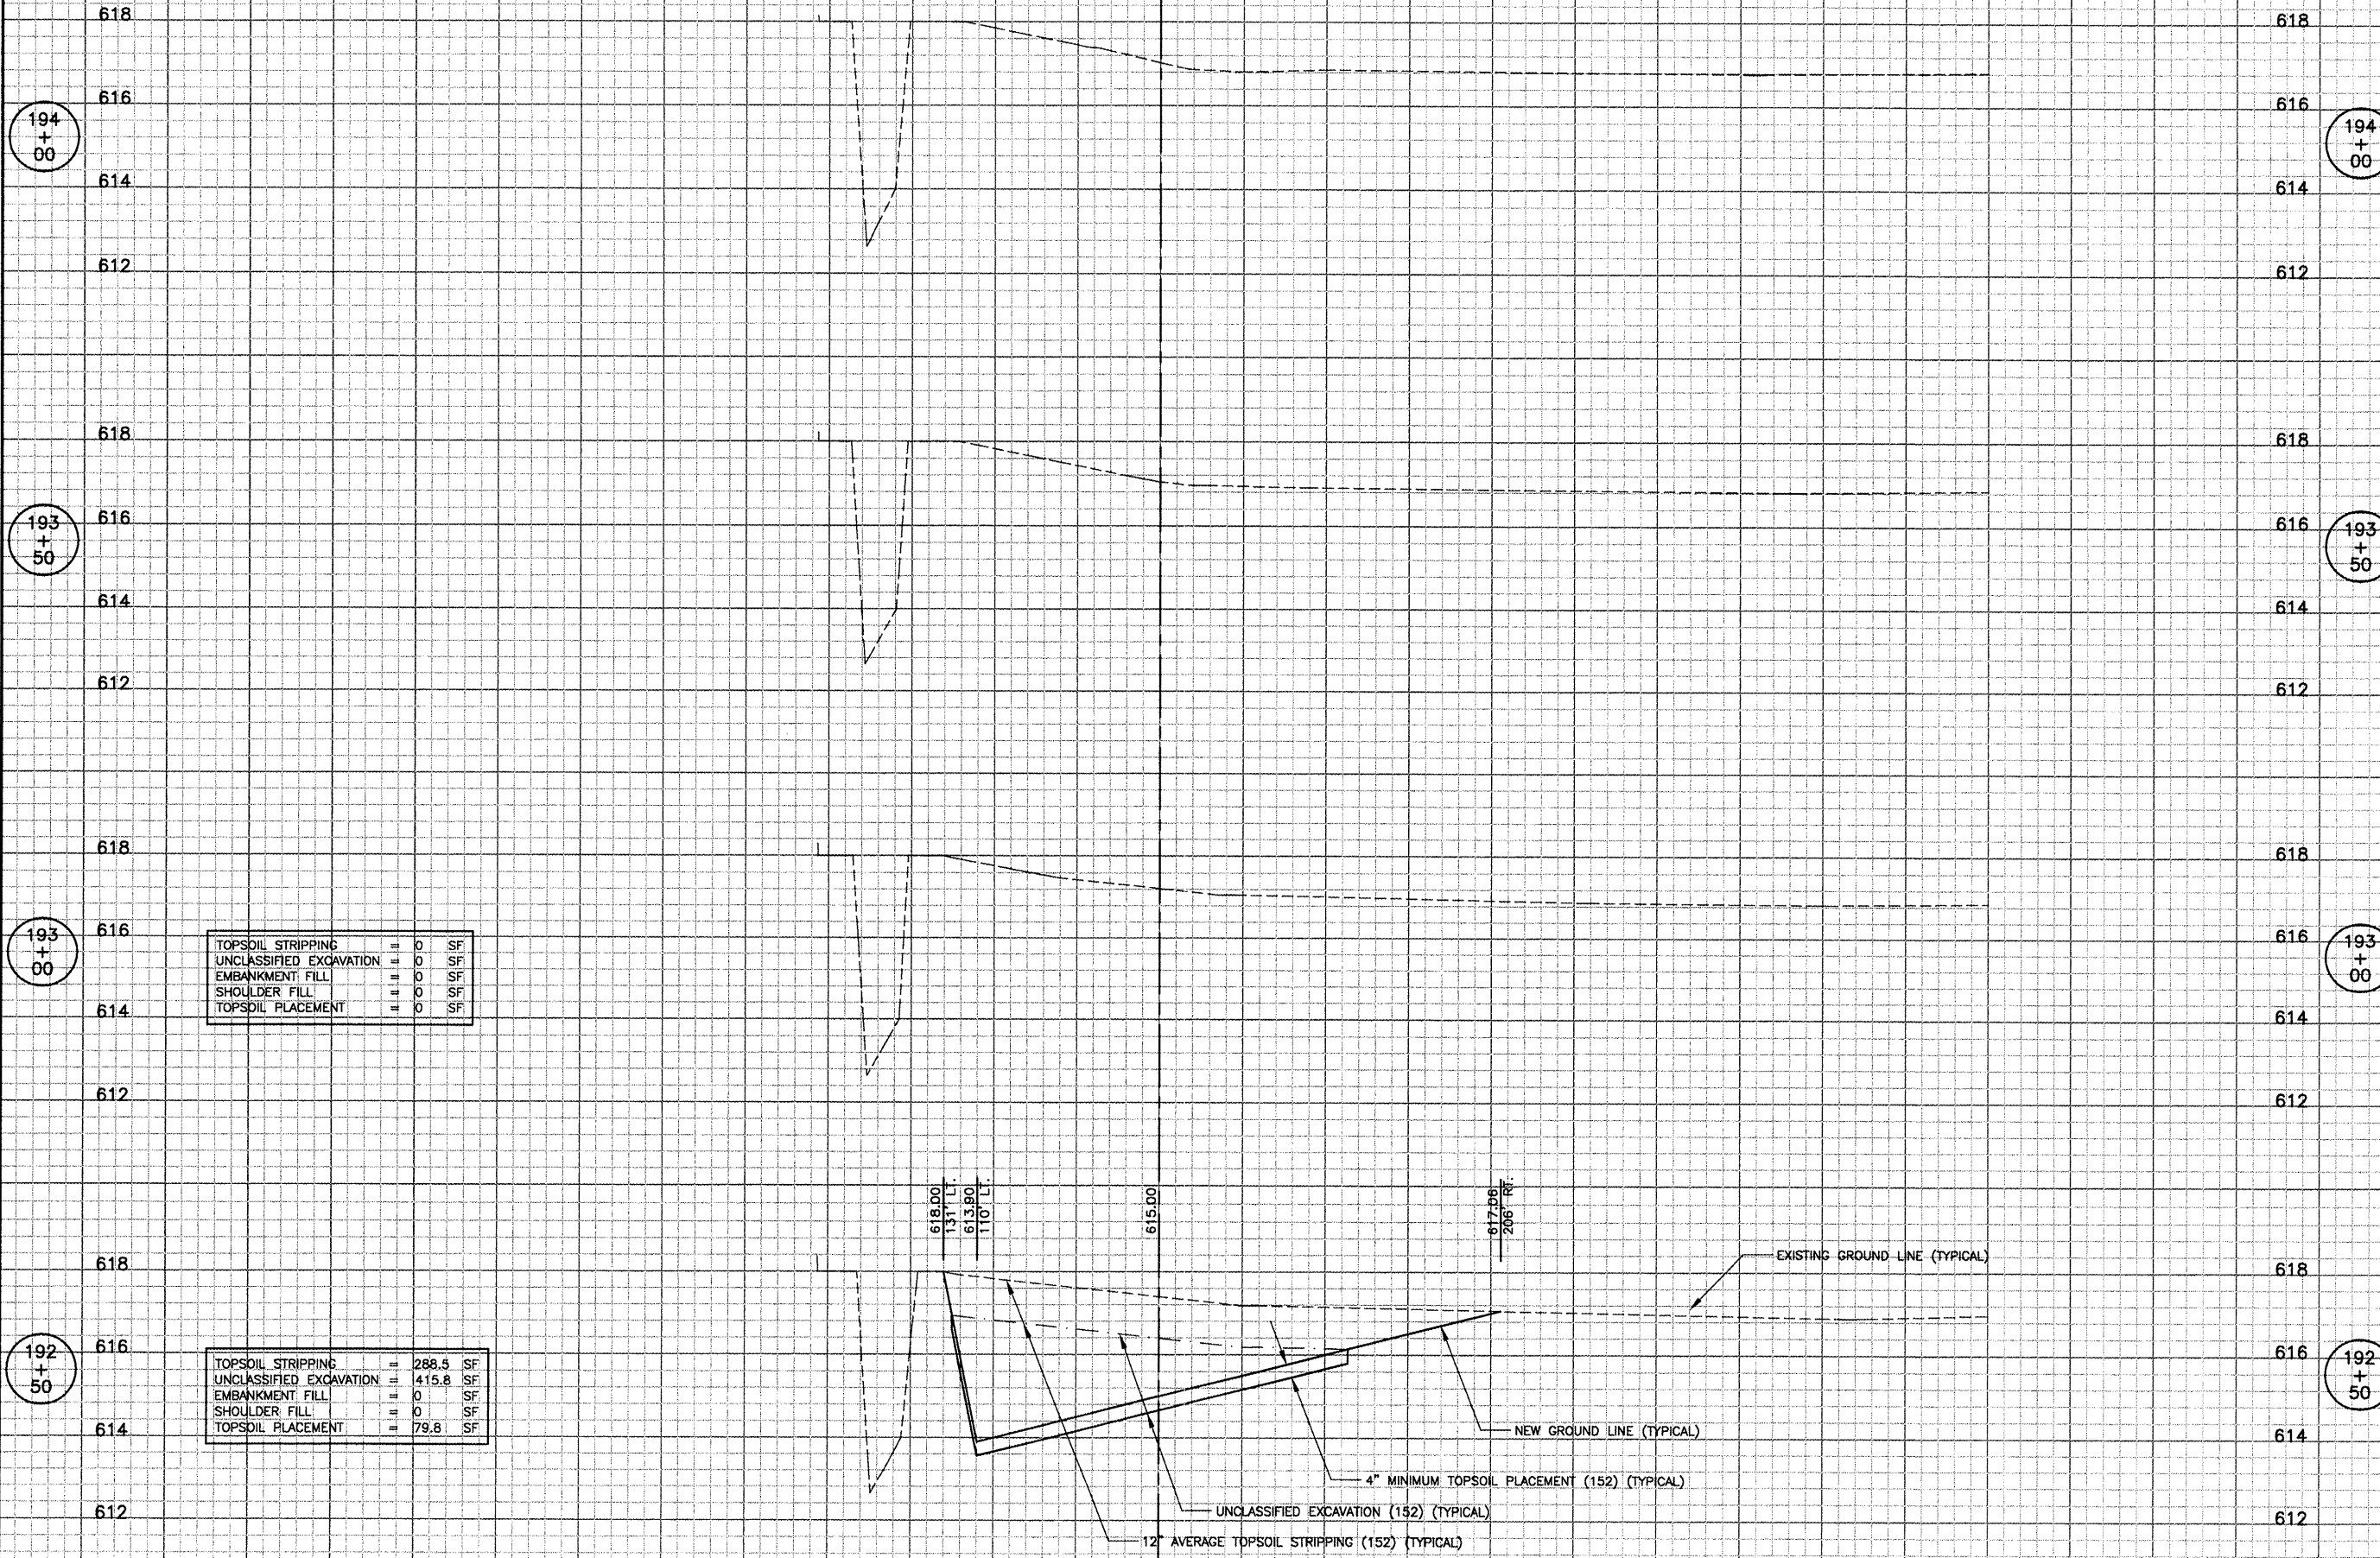 618 618
616 616
194
+
00
194
+
00
614 614
612 612
618 618
616 616
193
+
50
193
+
50
614 614
612 612
618 618
616 616
193
+
00
193
+
00
TOPSOIL STRIPPING = 0 SF
UNCLASSIFIED EXCAVATION = 0 SF
EMBANKMENT FILL = 0 SF
SHOULDER FILL = 0 SF
TOPSOIL PLACEMENT = 0 SF
614 614
612 612
618.00
131' LT.
613.90
110' LT.
615.00
617.06
206' RT.
EXISTING GROUND LINE (TYPICAL)
618 618
616 616
192
+
50
192
+
50
TOPSOIL STRIPPING = 288.5 SF
UNCLASSIFIED EXCAVATION = 415.8 SF
EMBANKMENT FILL = 0 SF
SHOULDER FILL = 0 SF
TOPSOIL PLACEMENT = 79.8 SF
614 614
NEW GROUND LINE (TYPICAL)
4" MINIMUM TOPSOIL PLACEMENT (152) (TYPICAL)
UNCLASSIFIED EXCAVATION (152) (TYPICAL)
612 612
12" AVERAGE TOPSOIL STRIPPING (152) (TYPICAL)